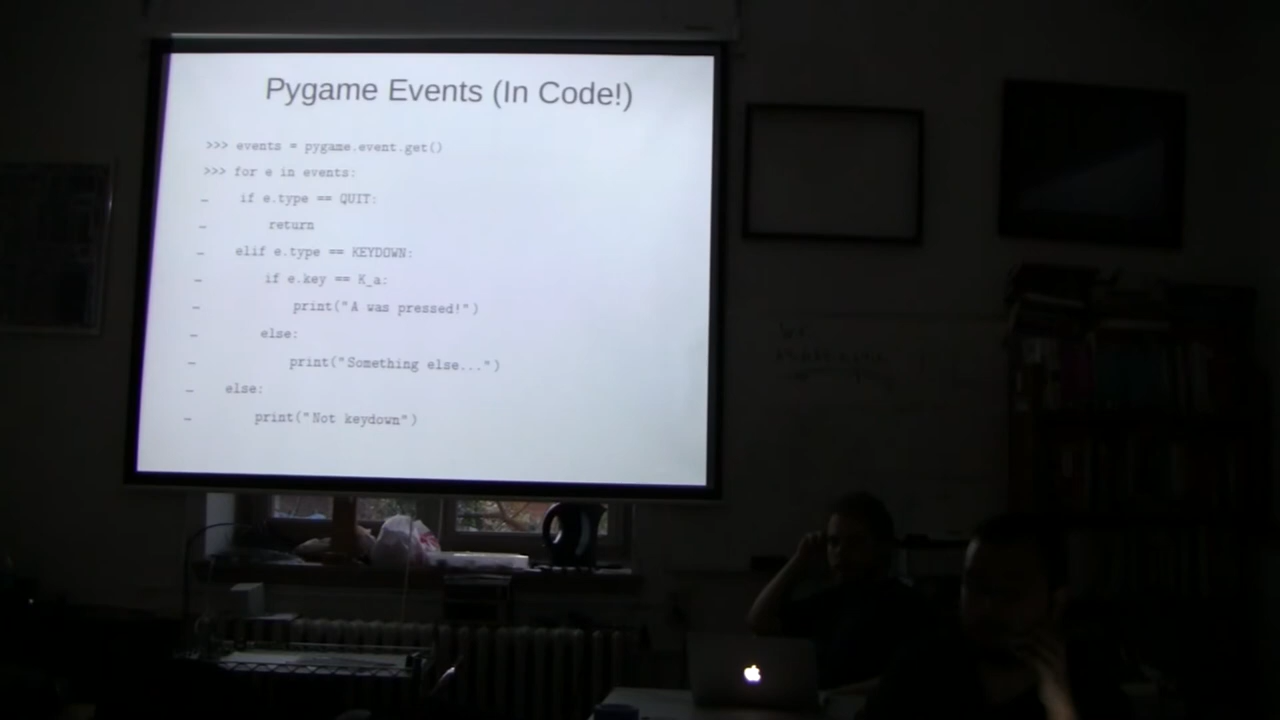 Pygame Events (In Code!)
>>> events = pygame.event.get()
>>> for e in events:
… if e.type == QUIT:
… return
… elif e.type == KEYDOWN:
… if e.key == K_a:
… print("A was pressed!")
… else:
… print("Something else...")
… else:
… print("Not keydown")